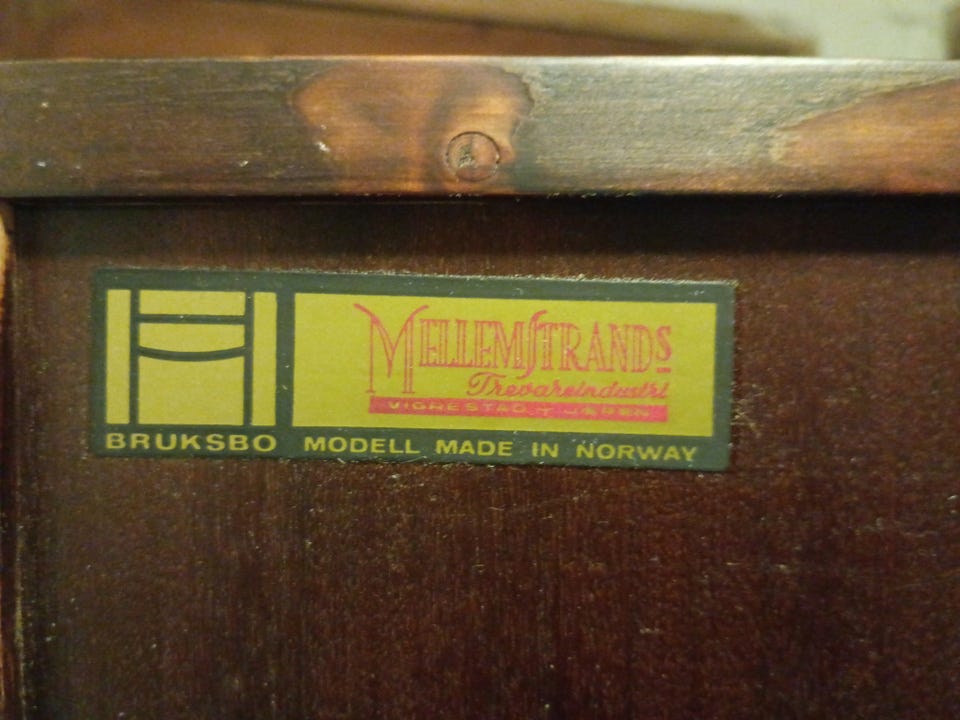 MELLEMSTRANDS
Trevareindustri
VIGRESTAD - JÆREN
BRUKSBO MODELL MADE IN NORWAY